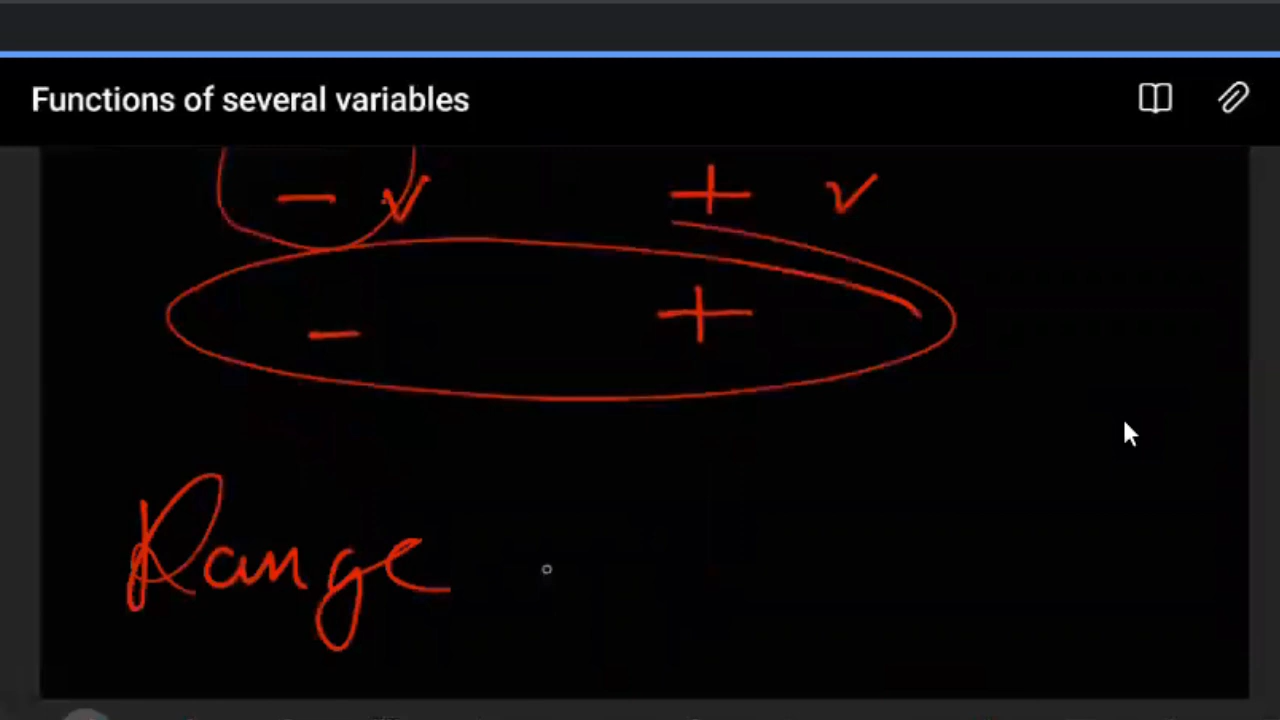 Functions of several variables
− ✓ + ✓
− +
Range